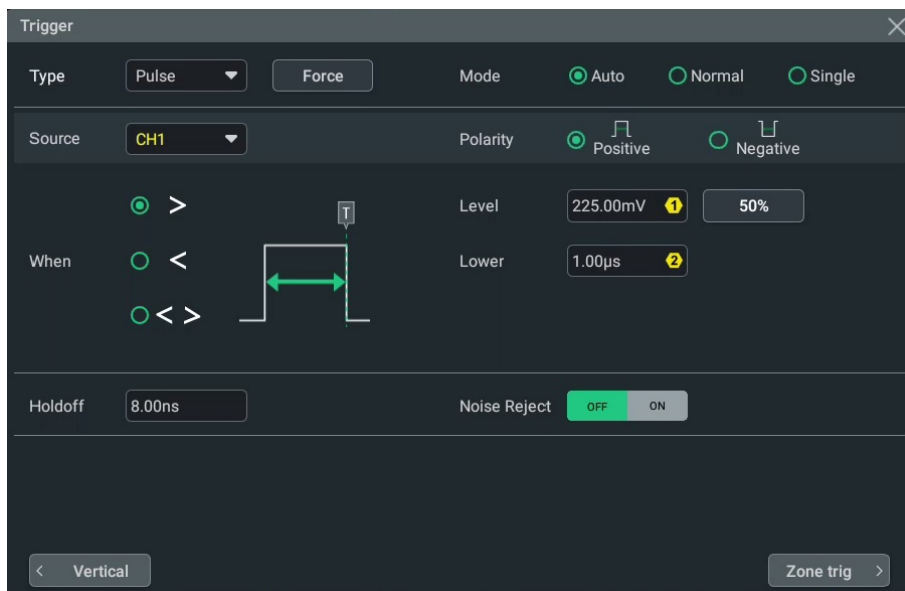 Trigger
Type Pulse Force Mode Auto Normal Single
Source CH1 Polarity Positive Negative
> T Level 225.00mV 1 50%
When < Lower 1.00µs 2
< >
Holdoff 8.00ns Noise Reject OFF ON
< Vertical Zone trig >